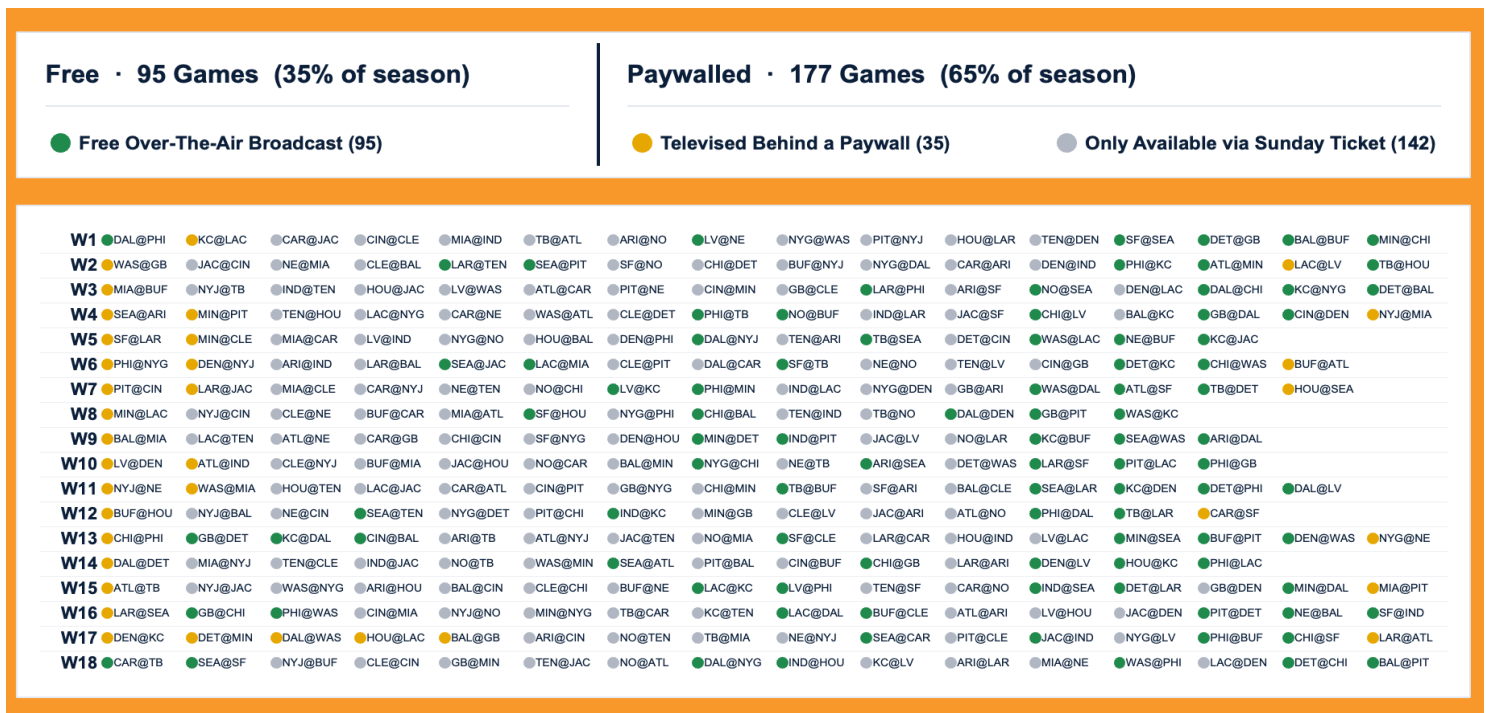 Free · 95 Games (35% of season)
Paywalled · 177 Games (65% of season)
Free Over-The-Air Broadcast (95)
Televised Behind a Paywall (35)
Only Available via Sunday Ticket (142)
W1 DAL@PHI KC@LAC CAR@JAC CIN@CLE MIA@IND TB@ATL ARI@NO LV@NE NYG@WAS PIT@NYJ HOU@LAR TEN@DEN SF@SEA DET@GB BAL@BUF MIN@CHI
W2 WAS@GB JAC@CIN NE@MIA CLE@BAL LAR@TEN SEA@PIT SF@NO CHI@DET BUF@NYJ NYG@DAL CAR@ARI DEN@IND PHI@KC ATL@MIN LAC@LV TB@HOU
W3 MIA@BUF NYJ@TB IND@TEN HOU@JAC LV@WAS ATL@CAR PIT@NE CIN@MIN GB@CLE LAR@PHI ARI@SF NO@SEA DEN@LAC DAL@CHI KC@NYG DET@BAL
W4 SEA@ARI MIN@PIT TEN@HOU LAC@NYG CAR@NE WAS@ATL CLE@DET PHI@TB NO@BUF IND@LAR JAC@SF CHI@LV BAL@KC GB@DAL CIN@DEN NYJ@MIA
W5 SF@LAR MIN@CLE MIA@CAR LV@IND NYG@NO HOU@BAL DEN@PHI DAL@NYJ TEN@ARI TB@SEA DET@CIN WAS@LAC NE@BUF KC@JAC
W6 PHI@NYG DEN@NYJ ARI@IND LAR@BAL SEA@JAC LAC@MIA CLE@PIT DAL@CAR SF@TB NE@NO TEN@LV CIN@GB DET@KC CHI@WAS BUF@ATL
W7 PIT@CIN LAR@JAC MIA@CLE CAR@NYJ NE@TEN NO@CHI LV@KC PHI@MIN IND@LAC NYG@DEN GB@ARI WAS@DAL ATL@SF TB@DET HOU@SEA
W8 MIN@LAC NYJ@CIN CLE@NE BUF@CAR MIA@ATL SF@HOU NYG@PHI CHI@BAL TEN@IND TB@NO DAL@DEN GB@PIT WAS@KC
W9 BAL@MIA LAC@TEN ATL@NE CAR@GB CHI@CIN SF@NYG DEN@HOU MIN@DET IND@PIT JAC@LV NO@LAR KC@BUF SEA@WAS ARI@DAL
W10 LV@DEN ATL@IND CLE@NYJ BUF@MIA JAC@HOU NO@CAR BAL@MIN NYG@CHI NE@TB ARI@SEA DET@WAS LAR@SF PIT@LAC PHI@GB
W11 NYJ@NE WAS@MIA HOU@TEN LAC@JAC CAR@ATL CIN@PIT GB@NYG CHI@MIN TB@BUF SF@ARI BAL@CLE SEA@LAR KC@DEN DET@PHI DAL@LV
W12 BUF@HOU NYJ@BAL NE@CIN SEA@TEN NYG@DET PIT@CHI IND@KC MIN@GB CLE@LV JAC@ARI ATL@NO PHI@DAL TB@LAR CAR@SF
W13 CHI@PHI GB@DET KC@DAL CIN@BAL ARI@TB ATL@NYJ JAC@TEN NO@MIA SF@CLE LAR@CAR HOU@IND LV@LAC MIN@SEA BUF@PIT DEN@WAS NYG@NE
W14 DAL@DET MIA@NYJ TEN@CLE IND@JAC NO@TB WAS@MIN SEA@ATL PIT@BAL CIN@BUF CHI@GB LAR@ARI DEN@LV HOU@KC PHI@LAC
W15 ATL@TB NYJ@JAC WAS@NYG ARI@HOU BAL@CIN CLE@CHI BUF@NE LAC@KC LV@PHI TEN@SF CAR@NO IND@SEA DET@LAR GB@DEN MIN@DAL MIA@PIT
W16 LAR@SEA GB@CHI PHI@WAS CIN@MIA NYJ@NO MIN@NYG TB@CAR KC@TEN LAC@DAL BUF@CLE ATL@ARI LV@HOU JAC@DEN PIT@DET NE@BAL SF@IND
W17 DEN@KC DET@MIN DAL@WAS HOU@LAC BAL@GB ARI@CIN NO@TEN TB@MIA NE@NYJ SEA@CAR PIT@CLE JAC@IND NYG@LV PHI@BUF CHI@SF LAR@ATL
W18 CAR@TB SEA@SF NYJ@BUF CLE@CIN GB@MIN TEN@JAC NO@ATL DAL@NYG IND@HOU KC@LV ARI@LAR MIA@NE WAS@PHI LAC@DEN DET@CHI BAL@PIT